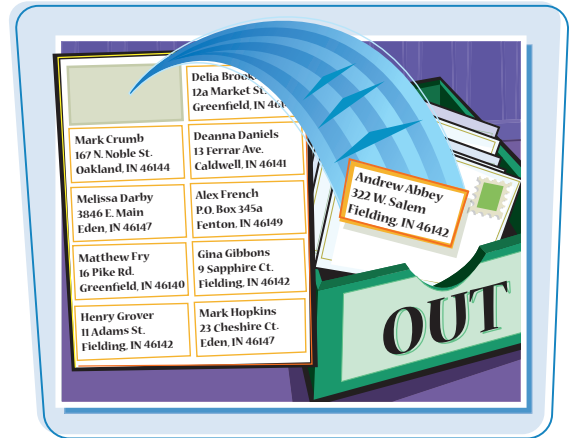 Delia
12a Market St.
Greenfield, IN
Mark Crumb
167 N. Noble St.
Oakland, IN 46144
Deanna Daniels
13 Ferrar Ave.
Caldwell, IN 46141
Melissa Darby
3846 E. Main
Eden, IN 46147
Alex French
P.O. Box 345a
Fenton, IN 46149
Matthew Fry
16 Pike Rd.
Greenfield, IN 46140
Gina Gibbons
9 Sapphire Ct.
Fielding, IN 46142
Henry Grover
11 Adams St.
Fielding, IN 46142
Mark Hopkins
23 Cheshire Ct.
Eden, IN 46147
Andrew Abbey
322 W. Salem
Fielding, IN 46142
OUT